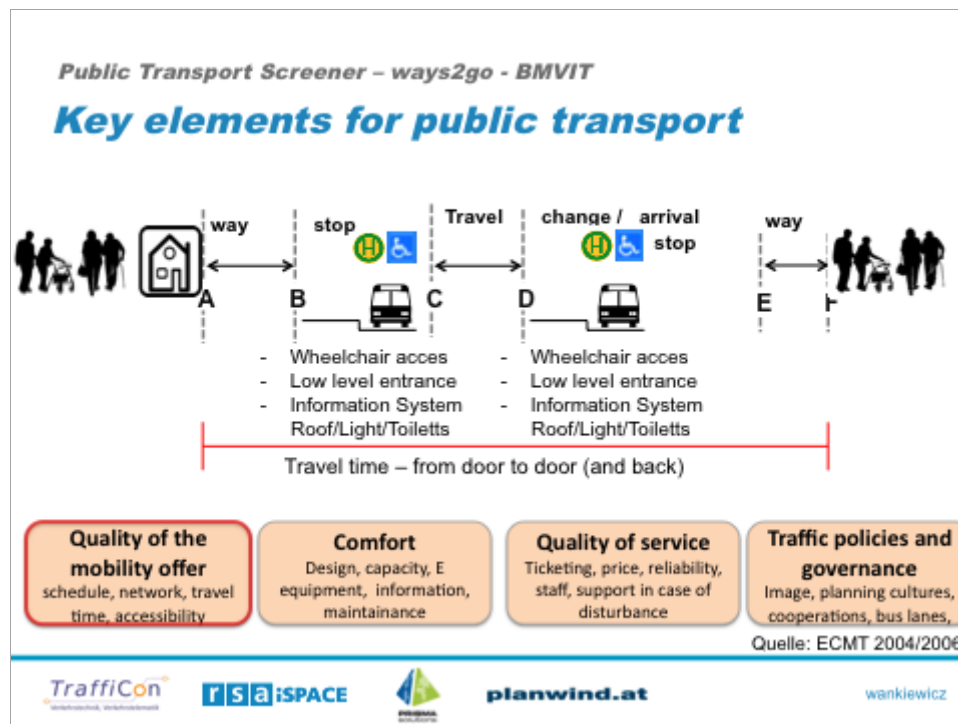 Public Transport Screener – ways2go - BMVIT
Key elements for public transport
way
stop
Travel
change / arrival
stop
way
H
H
A
B
C
D
E
- Wheelchair acces
- Low level entrance
- Information System
Roof/Light/Toiletts
- Wheelchair acces
- Low level entrance
- Information System
Roof/Light/Toiletts
Travel time – from door to door (and back)
Quality of the
mobility offer
schedule, network, travel
time, accessibility
Comfort
Design, capacity, E
equipment, information,
maintainance
Quality of service
Ticketing, price, reliability,
staff, support in case of
disturbance
Traffic policies and
governance
Image, planning cultures,
cooperations, bus lanes,
Quelle: ECMT 2004/2006
TraffiCon
Verkehrstechnik, Verkehrstelematik
rsa iSPACE
PRISMA
solutions
planwind.at
wankiewicz